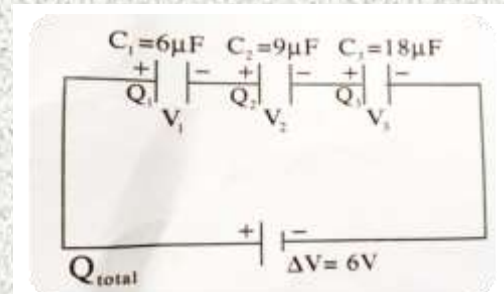 C₁=6μF C₂=9μF C₃=18μF
+ − + − + −
Q₁ Q₂ Q₃
V₁ V₂ V₃
+ −
Q_total ΔV= 6V